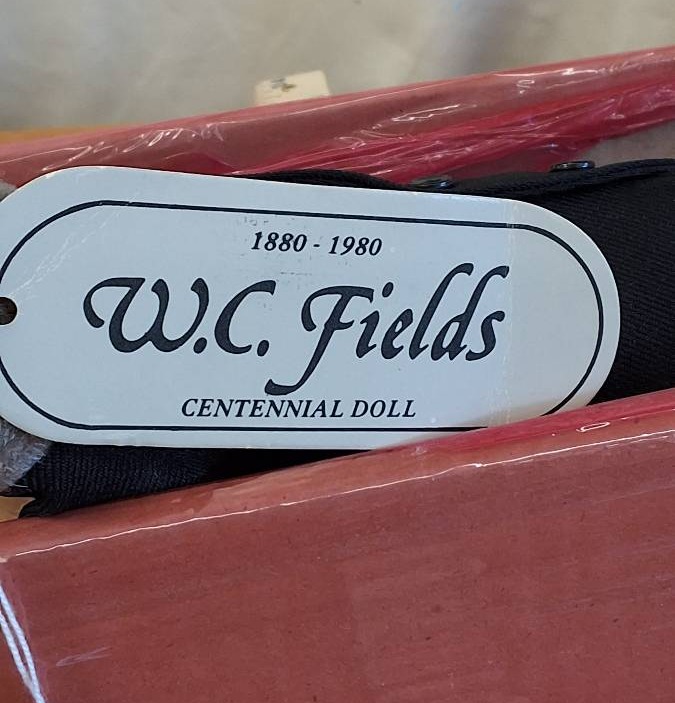 1880 - 1980
W.C. Fields
CENTENNIAL DOLL